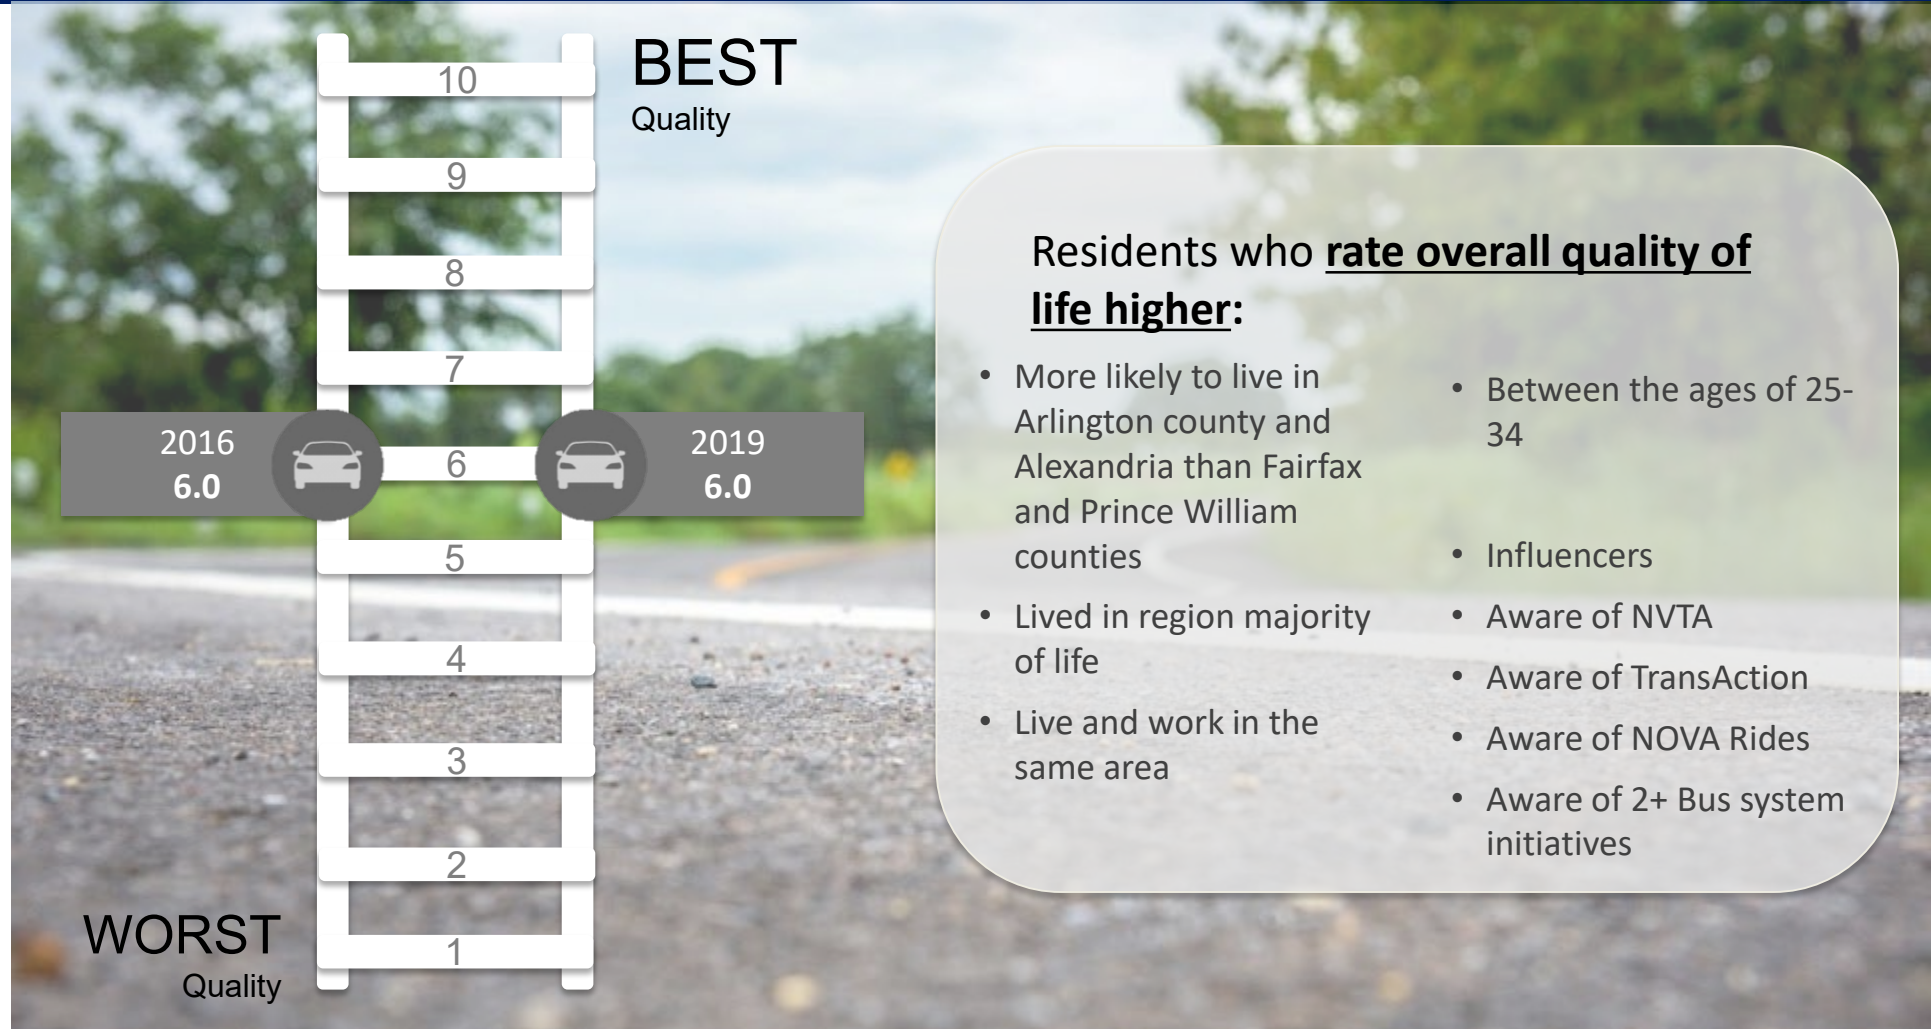 BEST
Quality
10
9
8
7
2016
6.0
6
2019
6.0
5
4
3
2
1
WORST
Quality
Residents who rate overall quality of
life higher:
• More likely to live in
Arlington county and
Alexandria than Fairfax
and Prince William
counties
• Lived in region majority
of life
• Live and work in the
same area
• Between the ages of 25-
34
• Influencers
• Aware of NVTA
• Aware of TransAction
• Aware of NOVA Rides
• Aware of 2+ Bus system
initiatives